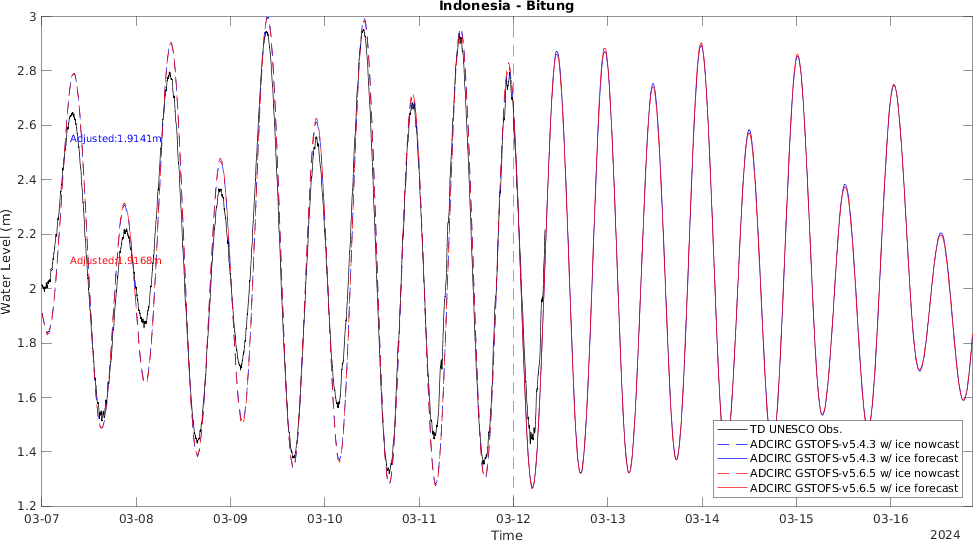 Indonesia - Bitung
3
2.8
2.6
2.4
2.2
2
1.8
1.6
1.4
1.2
Water Level (m)
Adjusted:1.9141m
Adjusted:1.9168m
TD UNESCO Obs.
ADCIRC GSTOFS-v5.4.3 w/ ice nowcast
ADCIRC GSTOFS-v5.4.3 w/ ice forecast
ADCIRC GSTOFS-v5.6.5 w/ ice nowcast
ADCIRC GSTOFS-v5.6.5 w/ ice forecast
03-07 03-08 03-09 03-10 03-11 03-12 03-13 03-14 03-15 03-16
Time
2024